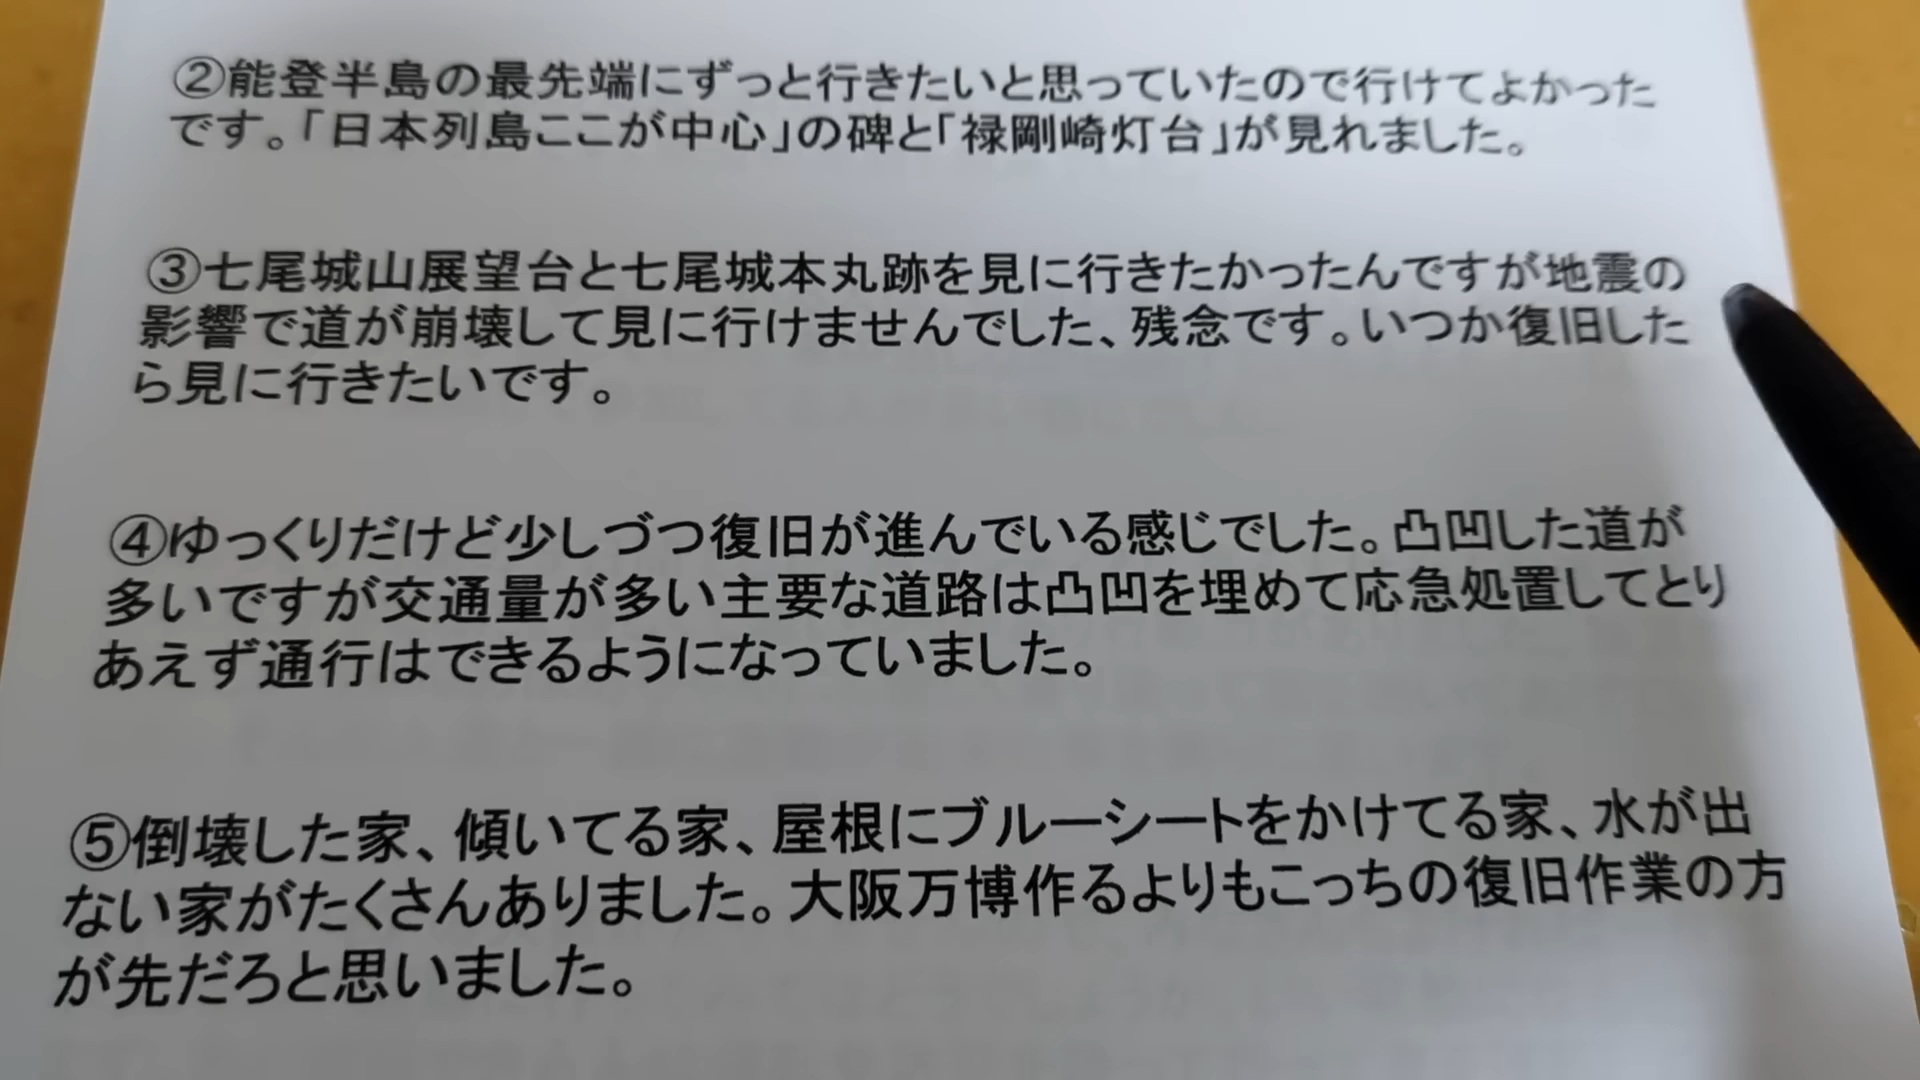 ②能登半島の最先端にずっと行きたいと思っていたので行けてよかった
です。「日本列島ここが中心」の碑と「禄剛崎灯台」が見れました。
③七尾城山展望台と七尾城本丸跡を見に行きたかったんですが地震の
影響で道が崩壊して見に行けませんでした、残念です。いつか復旧した
ら見に行きたいです。
④ゆっくりだけど少しづつ復旧が進んでいる感じでした。凸凹した道が
多いですが交通量が多い主要な道路は凸凹を埋めて応急処置してとり
あえず通行はできるようになっていました。
⑤倒壊した家、傾いてる家、屋根にブルーシートをかけてる家、水が出
ない家がたくさんありました。大阪万博作るよりもこっちの復旧作業の方
が先だろと思いました。